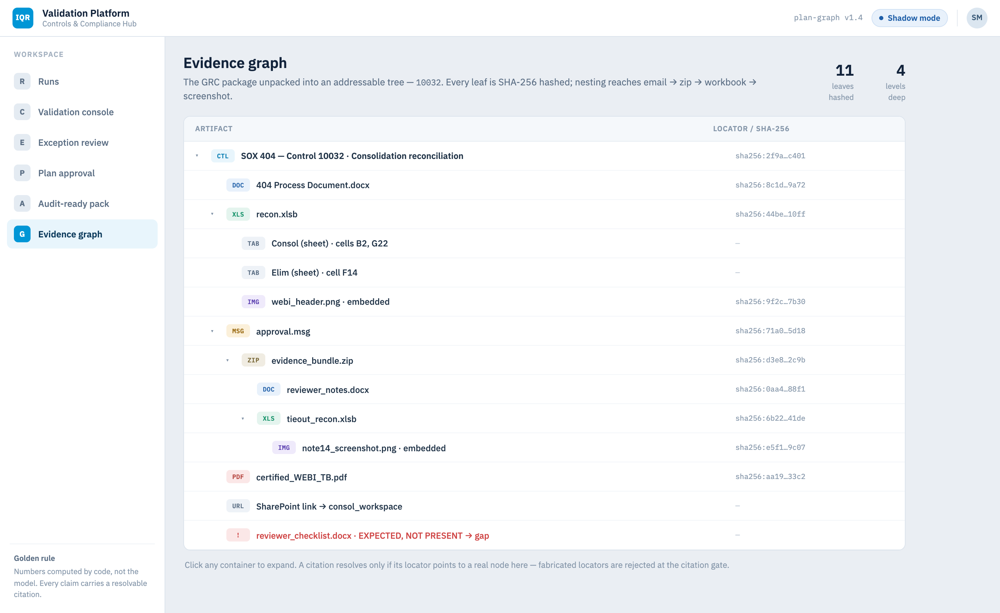 IQR
Validation Platform
Controls & Compliance Hub
plan-graph v1.4
Shadow mode
SM
WORKSPACE
R Runs
C Validation console
E Exception review
P Plan approval
A Audit-ready pack
G Evidence graph
Golden rule
Numbers computed by code, not the
model. Every claim carries a resolvable
citation.
Evidence graph
The GRC package unpacked into an addressable tree — 10032. Every leaf is SHA-256 hashed; nesting reaches email → zip → workbook →
screenshot.
11
leaves
hashed
4
levels
deep
ARTIFACT LOCATOR / SHA-256
▾ CTL SOX 404 — Control 10032 · Consolidation reconciliation sha256:2f9a…c401
DOC 404 Process Document.docx sha256:8c1d…9a72
▾ XLS recon.xlsb sha256:44be…10ff
TAB Consol (sheet) · cells B2, G22 —
TAB Elim (sheet) · cell F14 —
IMG webi_header.png · embedded sha256:9f2c…7b30
▾ MSG approval.msg sha256:71a0…5d18
▾ ZIP evidence_bundle.zip sha256:d3e8…2c9b
DOC reviewer_notes.docx sha256:0aa4…88f1
▾ XLS tieout_recon.xlsb sha256:6b22…41de
IMG note14_screenshot.png · embedded sha256:e5f1…9c07
PDF certified_WEBI_TB.pdf sha256:aa19…33c2
URL SharePoint link → consol_workspace —
! reviewer_checklist.docx · EXPECTED, NOT PRESENT → gap —
Click any container to expand. A citation resolves only if its locator points to a real node here — fabricated locators are rejected at the citation gate.